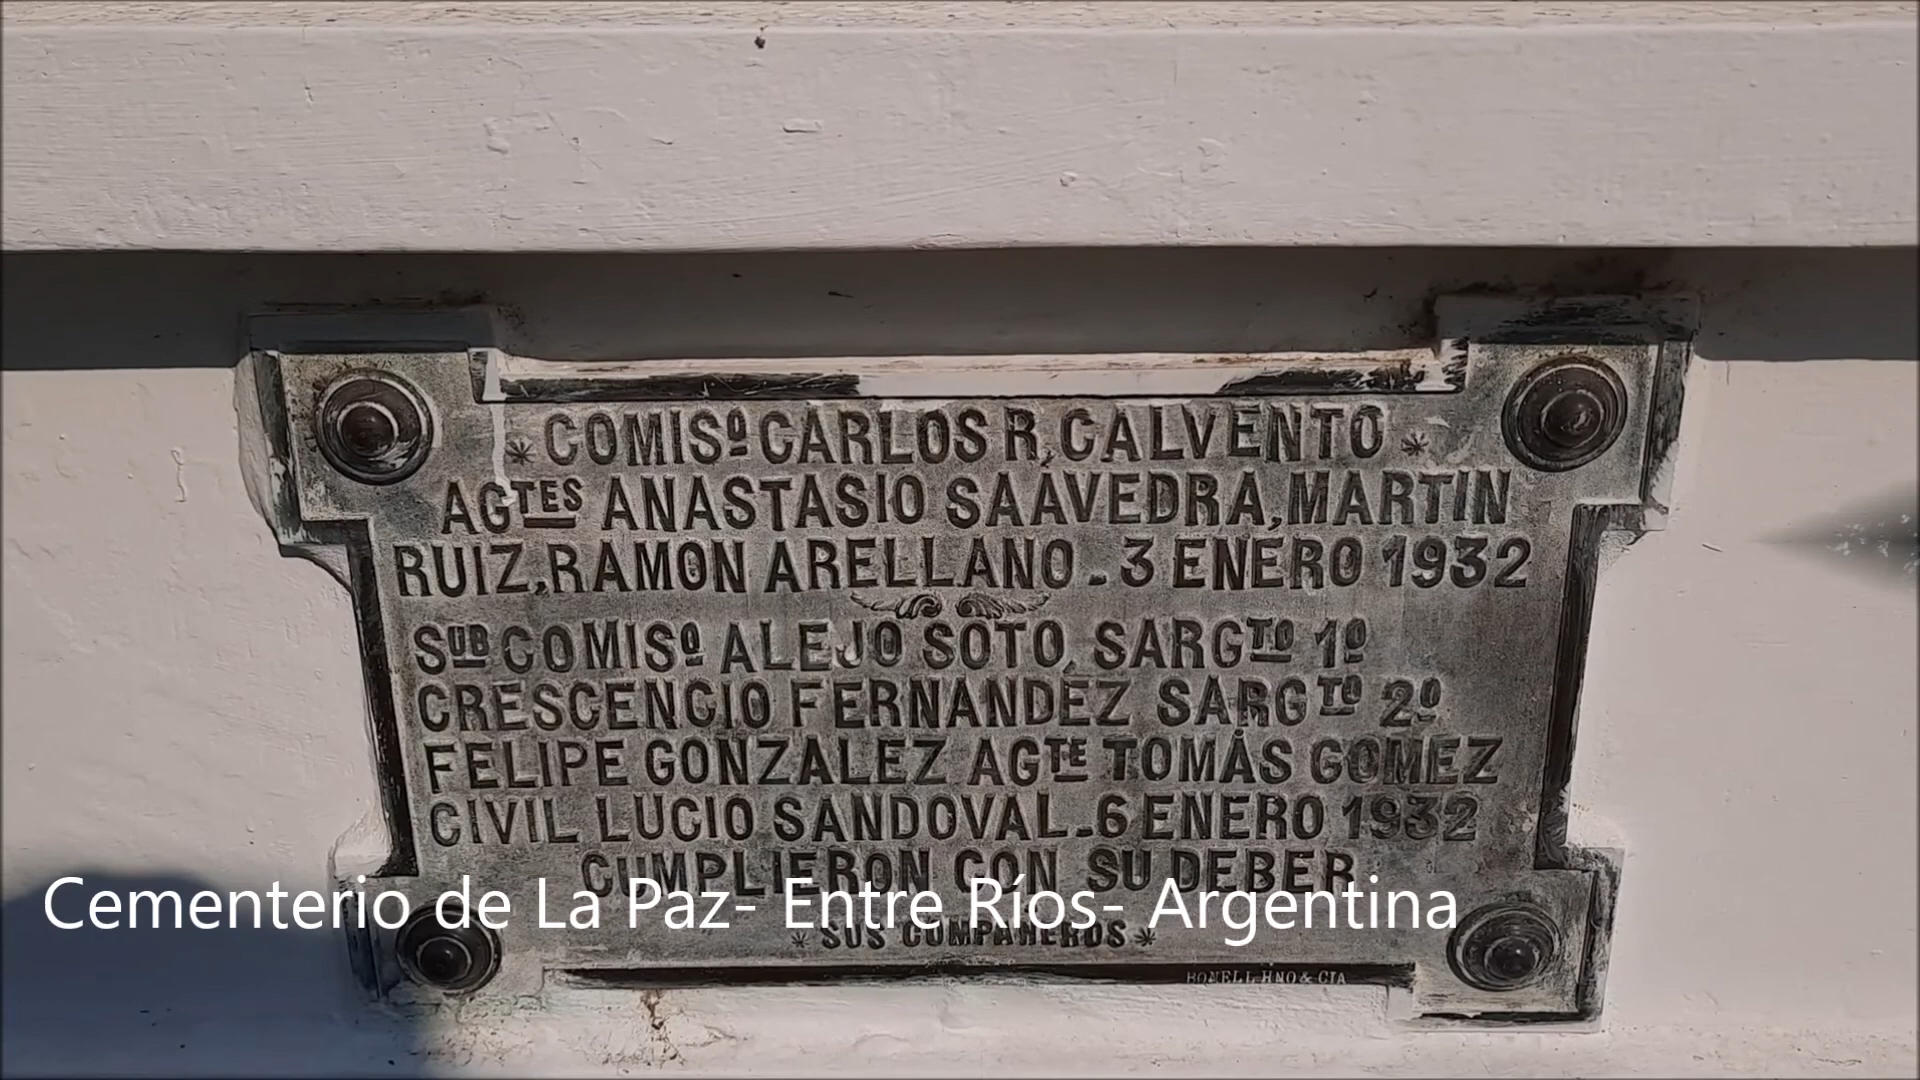 * COMISº CARLOS R. CALVENTO *
AGTES ANASTASIO SAAVEDRA, MARTIN
RUIZ, RAMON ARELLANO. - 3 ENERO 1932
SUB COMISº ALEJO SOTO, SARGTO 1º
CRESCENCIO FERNANDEZ SARGTO 2º
FELIPE GONZALEZ AGTE TOMÁS GOMEZ
CIVIL LUCIO SANDOVAL. - 6 ENERO 1932
CUMPLIERON CON SU DEBER
Cementerio de La Paz- Entre Ríos- Argentina
* SUS COMPAÑEROS *
HNO & CIA